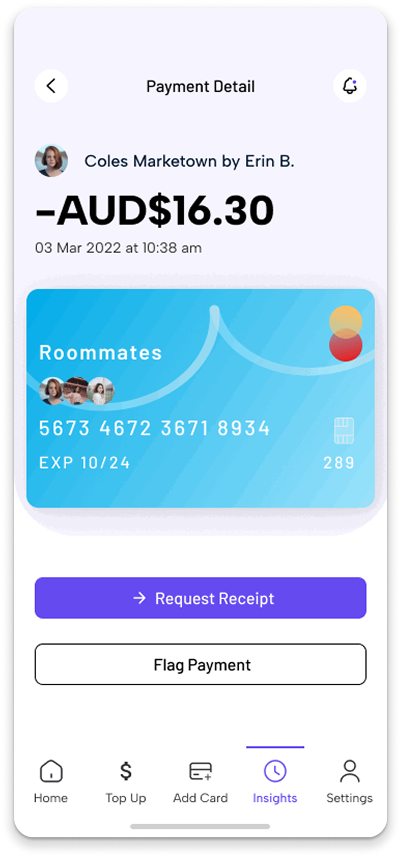 Payment Detail
Coles Marketown by Erin B.
-AUD$16.30
03 Mar 2022 at 10:38 am
Roommates
5673 4672 3671 8934
EXP 10/24
289
Request Receipt
Flag Payment
Home
Top Up
Add Card
Insights
Settings